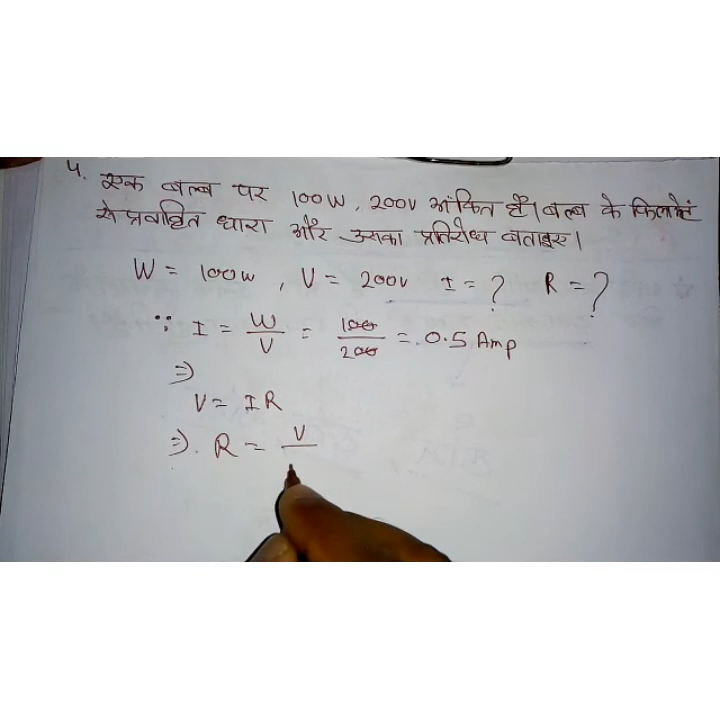 4. एक बल्ब पर 100W, 200V अंकित है। बल्ब के फिलामेंट
से प्रवाहित धारा और उसका प्रतिरोध बताइए।
W = 100w , V = 200v I = ? R = ?
∵ I = W/V = 100/200 = 0.5 Amp
⇒
V = IR
⇒ R = V